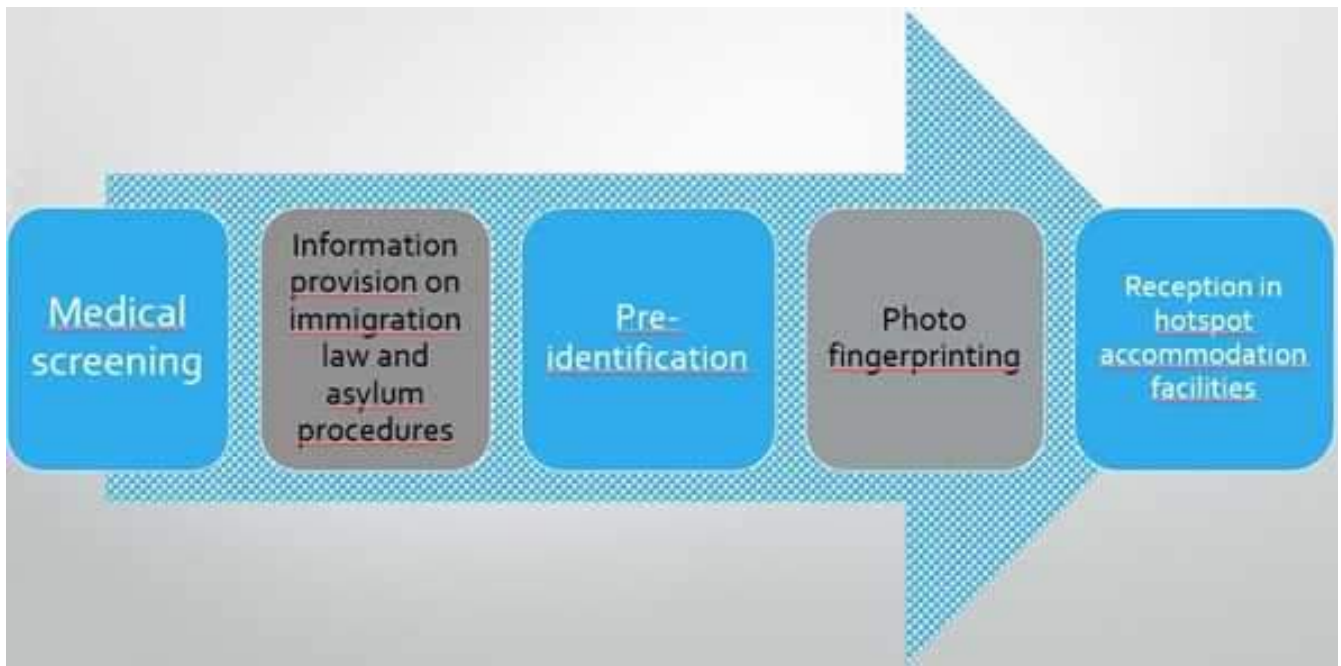 Medical
screening
Information
provision on
immigration
law and
asylum
procedures
Pre-
identification
Photo
fingerprinting
Reception in
hotspot
accommodation
facilities